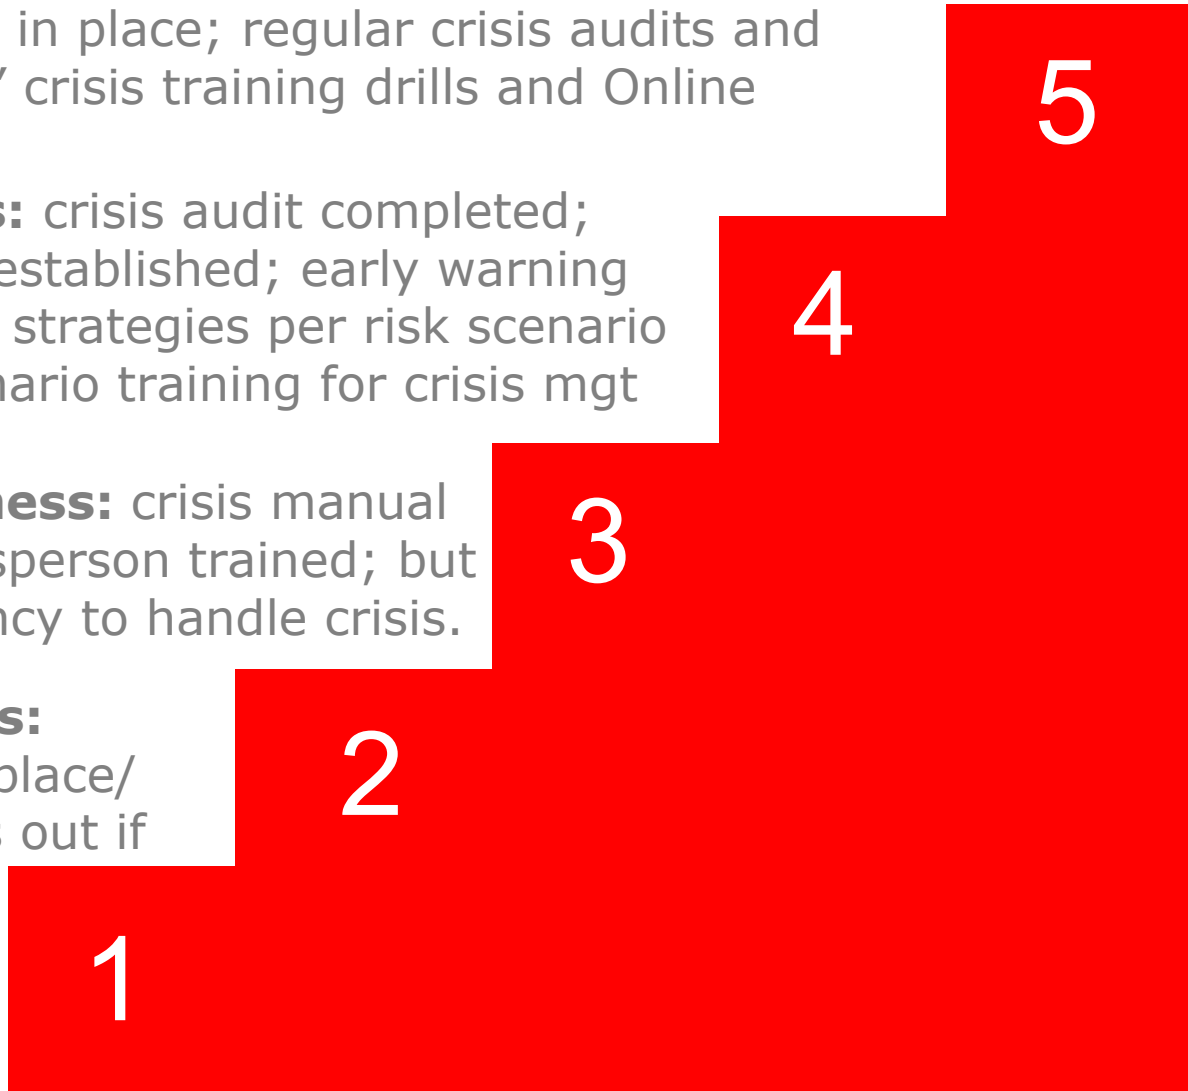 in place; regular crisis audits and
crisis training drills and Online
5
s: crisis audit completed;
established; early warning
strategies per risk scenario
nario training for crisis mgt
4
ness: crisis manual
sperson trained; but
ncy to handle crisis.
3
s:
place/
s out if
2
1